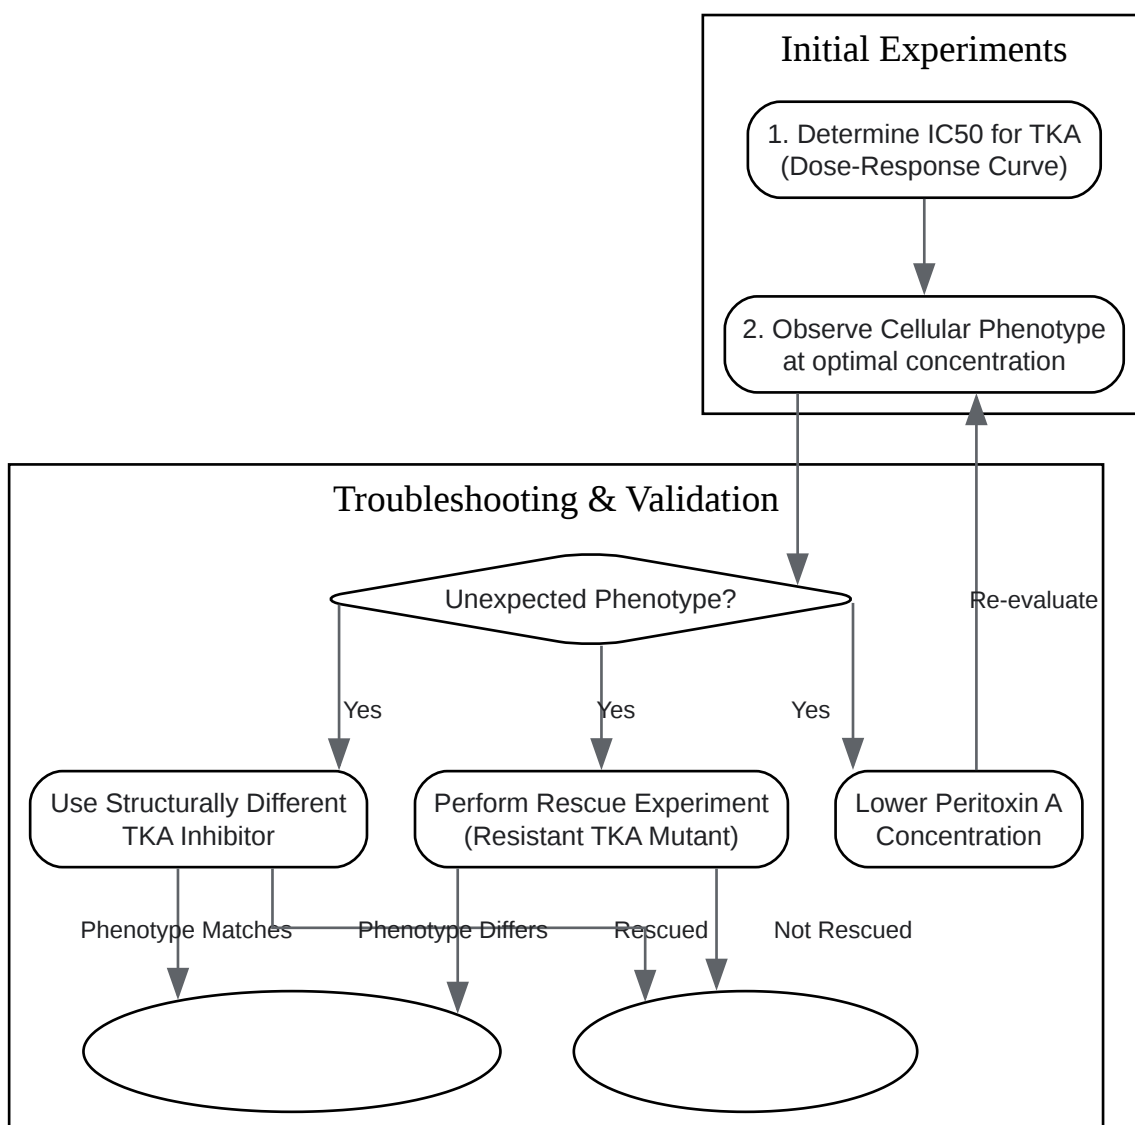 Initial Experiments
1. Determine IC50 for TKA
(Dose-Response Curve)
2. Observe Cellular Phenotype
at optimal concentration
Troubleshooting & Validation
Unexpected Phenotype?
Re-evaluate
Yes
Yes
Yes
Use Structurally Different
TKA Inhibitor
Perform Rescue Experiment
(Resistant TKA Mutant)
Lower Peritoxin A
Concentration
Phenotype Matches
Phenotype Differs
Rescued
Not Rescued